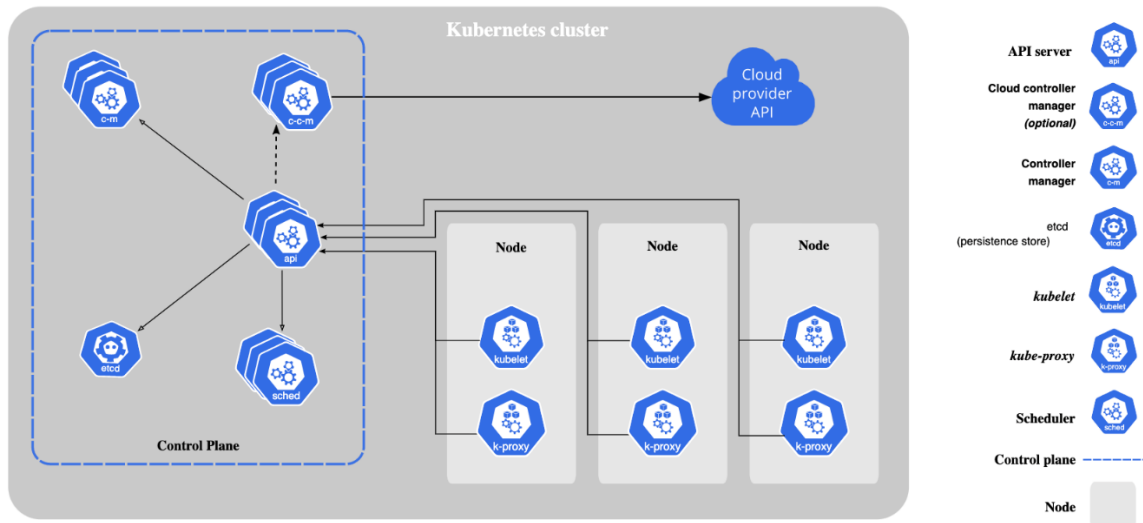 Kubernetes cluster
c-m
c-c-m
Cloud
provider
API
api
etcd
sched
Control Plane
Node
kubelet
k-proxy
Node
kubelet
k-proxy
Node
kubelet
k-proxy
API server
api
Cloud controller
manager
(optional)
c-c-m
Controller
manager
c-m
etcd
(persistence store)
etcd
kubelet
kubelet
kube-proxy
k-proxy
Scheduler
sched
Control plane
Node